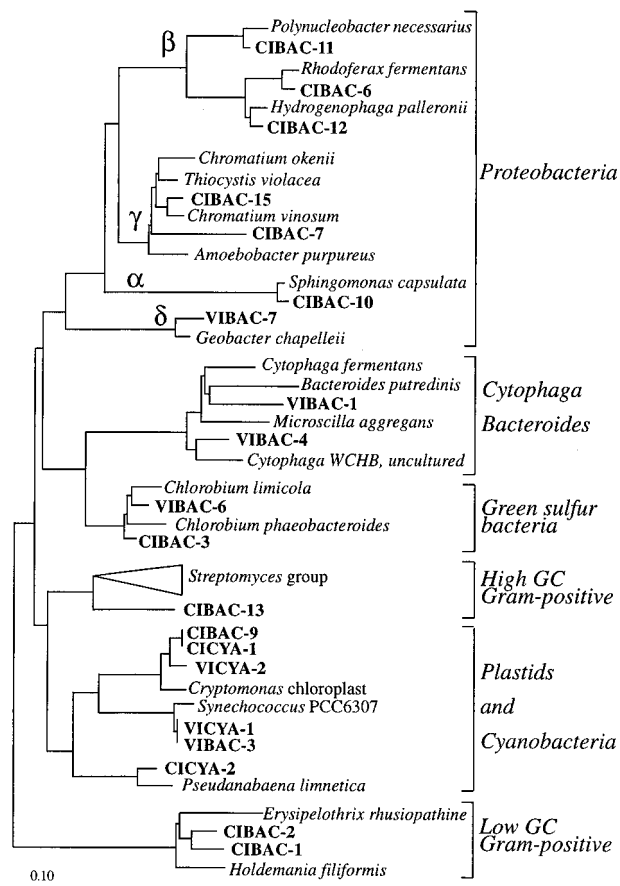 Polynucleobacter necessarius
β
CIBAC-11
Rhodoferax fermentans
CIBAC-6
Hydrogenophaga palleronii
CIBAC-12
Chromatium okenii
Proteobacteria
Thiocystis violacea
CIBAC-15
Chromatium vinosum
γ
CIBAC-7
Amoebobacter purpureus
α
Sphingomonas capsulata
CIBAC-10
δ
VIBAC-7
Geobacter chapelleii
Cytophaga fermentans
Bacteroides putredinis
Cytophaga
VIBAC-1
Microscilla aggregans
Bacteroides
VIBAC-4
Cytophaga WCHB, uncultured
Chlorobium limicola
VIBAC-6
Green sulfur
Chlorobium phaeobacteroides
bacteria
CIBAC-3
Streptomyces group
High GC
Gram-positive
CIBAC-13
CIBAC-9
CICYA-1
VICYA-2
Plastids
Cryptomonas chloroplast
Synechococcus PCC6307
and
VICYA-1
VIBAC-3
Cyanobacteria
CICYA-2
Pseudanabaena limnetica
Erysipelothrix rhusiopathine
CIBAC-2
Low GC
CIBAC-1
Gram-positive
Holdemania filiformis
0.10